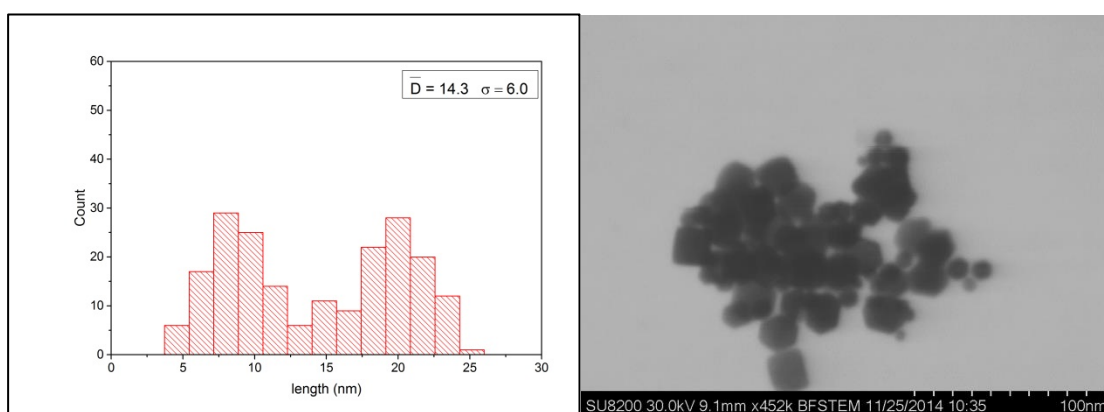 60
50
40
30
20
10
0
Count
D = 14.3 σ = 6.0
0 5 10 15 20 25 30
length (nm)
SU8200 30.0kV 9.1mm x452k BFSTEM 11/25/2014 10:35 100nm